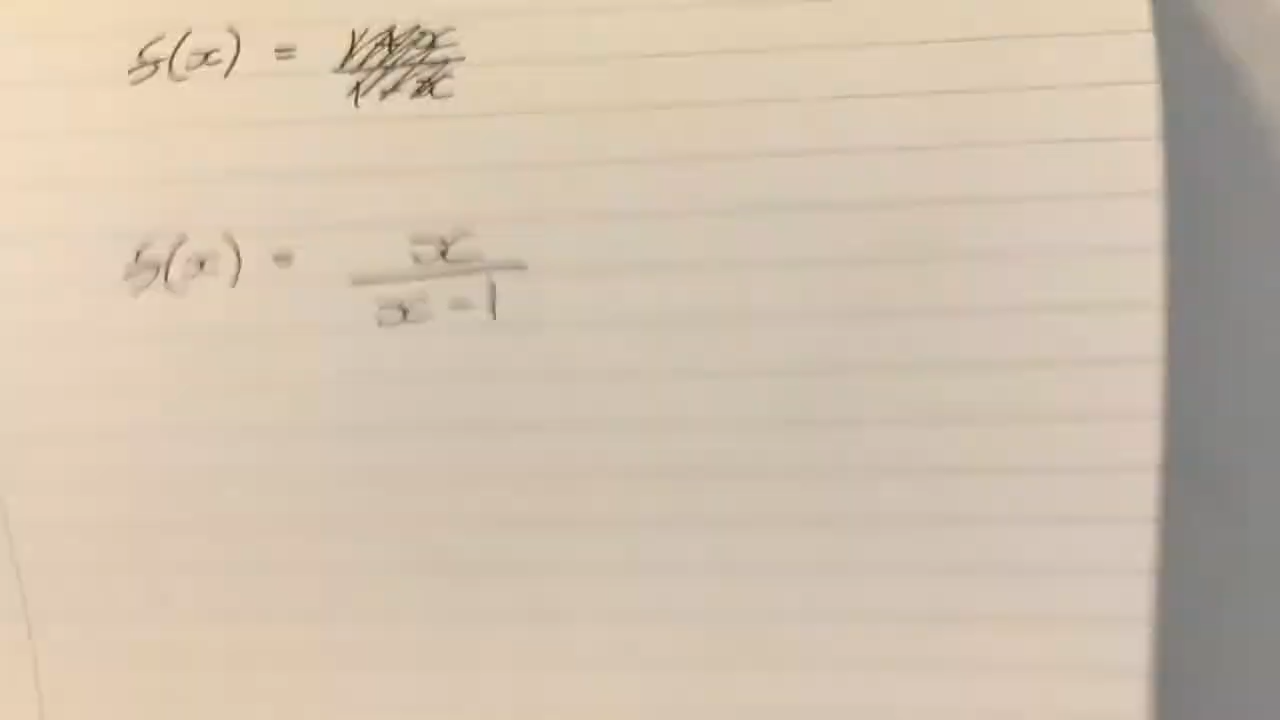 f(x) =
f(x) = x / (x - 1)